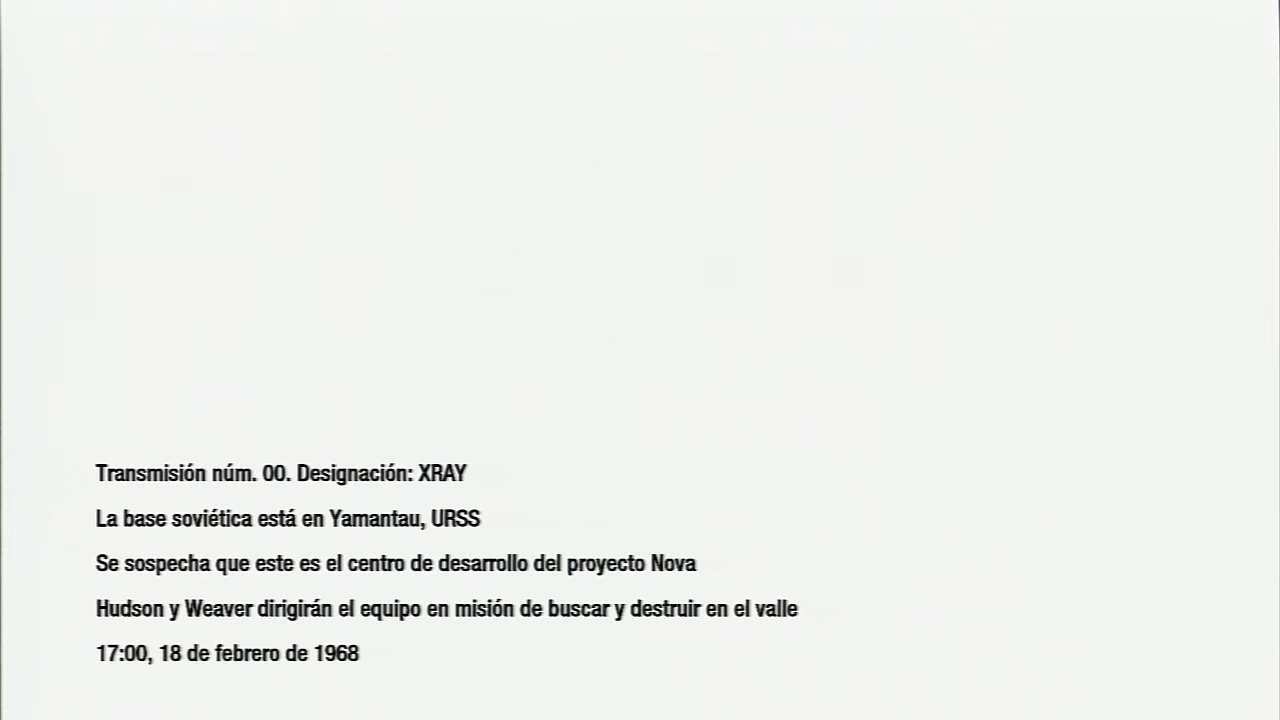 Transmisión núm. 00. Designación: XRAY
La base soviética está en Yamantau, URSS
Se sospecha que este es el centro de desarrollo del proyecto Nova
Hudson y Weaver dirigirán el equipo en misión de buscar y destruir en el valle
17:00, 18 de febrero de 1968